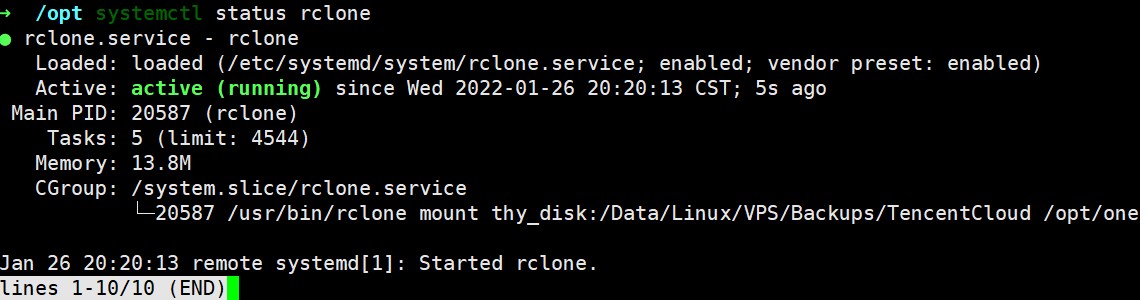 → /opt systemctl status rclone
● rclone.service - rclone
   Loaded: loaded (/etc/systemd/system/rclone.service; enabled; vendor preset: enabled)
   Active: active (running) since Wed 2022-01-26 20:20:13 CST; 5s ago
 Main PID: 20587 (rclone)
    Tasks: 5 (limit: 4544)
   Memory: 13.8M
   CGroup: /system.slice/rclone.service
           └─20587 /usr/bin/rclone mount thy_disk:/Data/Linux/VPS/Backups/TencentCloud /opt/one
Jan 26 20:20:13 remote systemd[1]: Started rclone.
lines 1-10/10 (END)